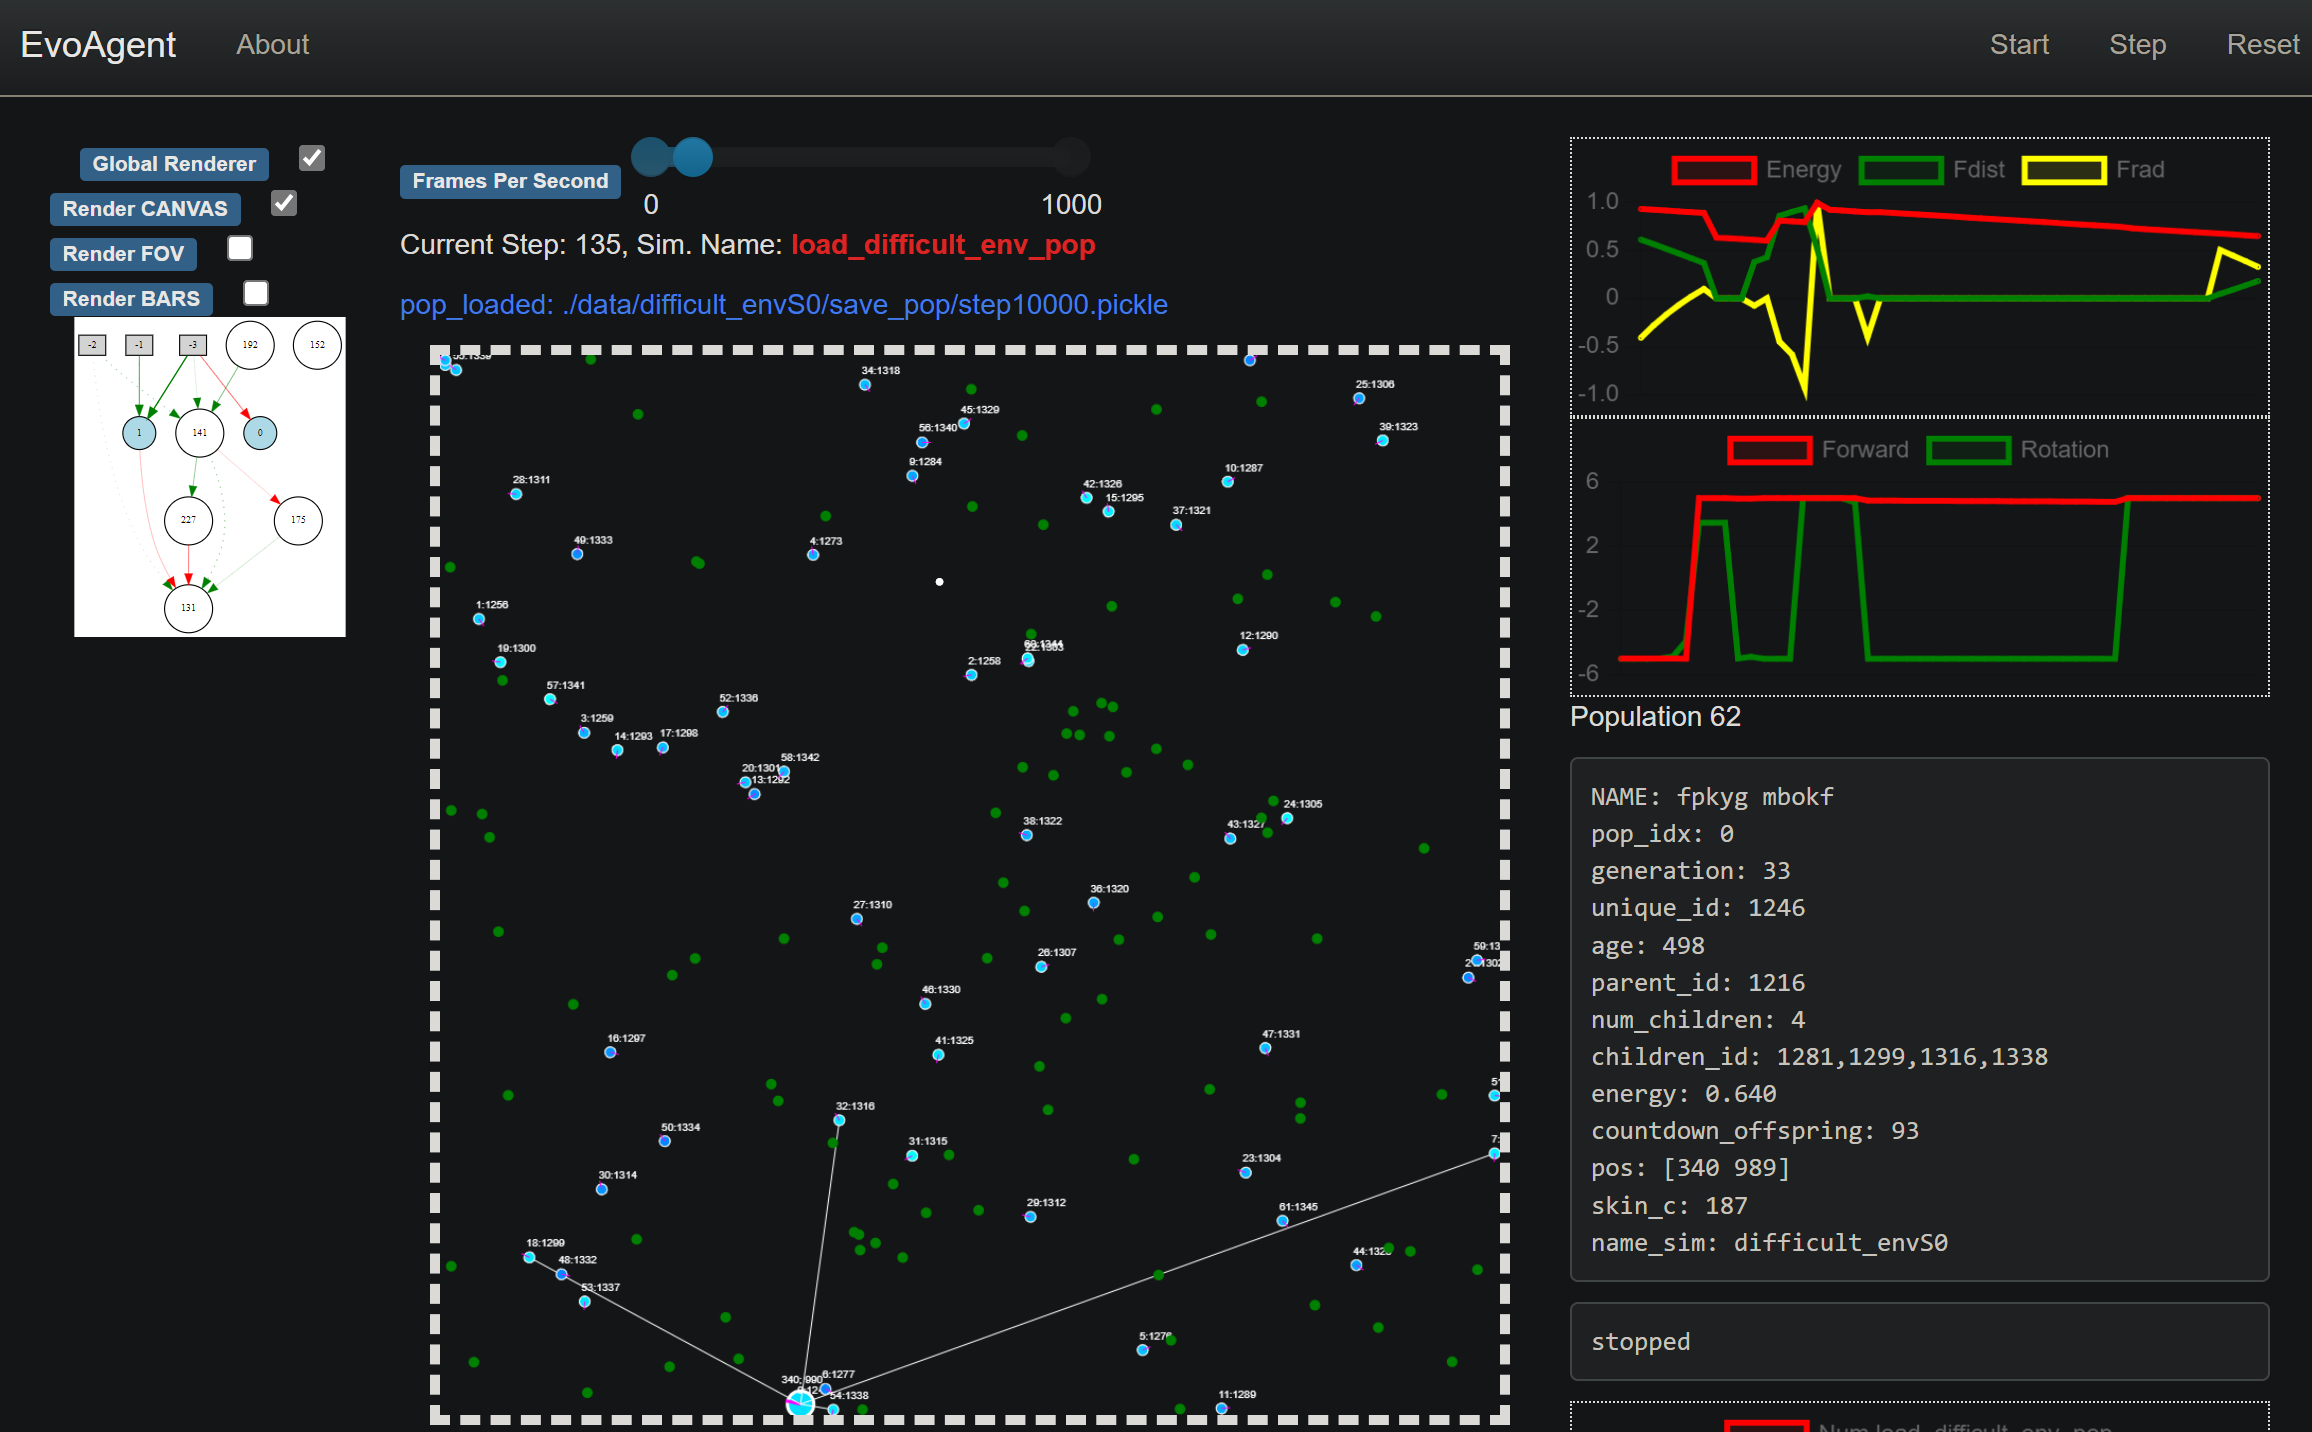 EvoAgent About Start Step Reset
Global Renderer
Render CANVAS
Render FOV
Render BARS
-2 -1 -3 192 152
1 141 0
227 175
131
Frames Per Second
0 1000
Current Step: 135, Sim. Name: load_difficult_env_pop
pop_loaded: ./data/difficult_envS0/save_pop/step10000.pickle
34:1318
25:1306
45:1329
56:1340
39:1323
9:1284
10:1287
28:1311
42:1326
15:1295
37:1321
49:1333
4:1273
1:1256
12:1290
19:1300
2:1258
57:1341
52:1336
3:1259
14:1293
17:1298
58:1342
20:1301
13:1292
24:1305
38:1322
43:1327
36:1320
27:1310
26:1307
46:1330
16:1297
41:1325
47:1331
32:1316
50:1334
31:1315
23:1304
30:1314
29:1312
61:1345
18:1299
48:1332
53:1337
11:1289
6:1277
54:1338
Energy Fdist Frad
1.0
0.5
0
-0.5
-1.0
Forward Rotation
6
2
-2
-6
Population 62
NAME: fpkyg mbokf
pop_idx: 0
generation: 33
unique_id: 1246
age: 498
parent_id: 1216
num_children: 4
children_id: 1281,1299,1316,1338
energy: 0.640
countdown_offspring: 93
pos: [340 989]
skin_c: 187
name_sim: difficult_envS0
stopped
Num load_difficult_env_pop